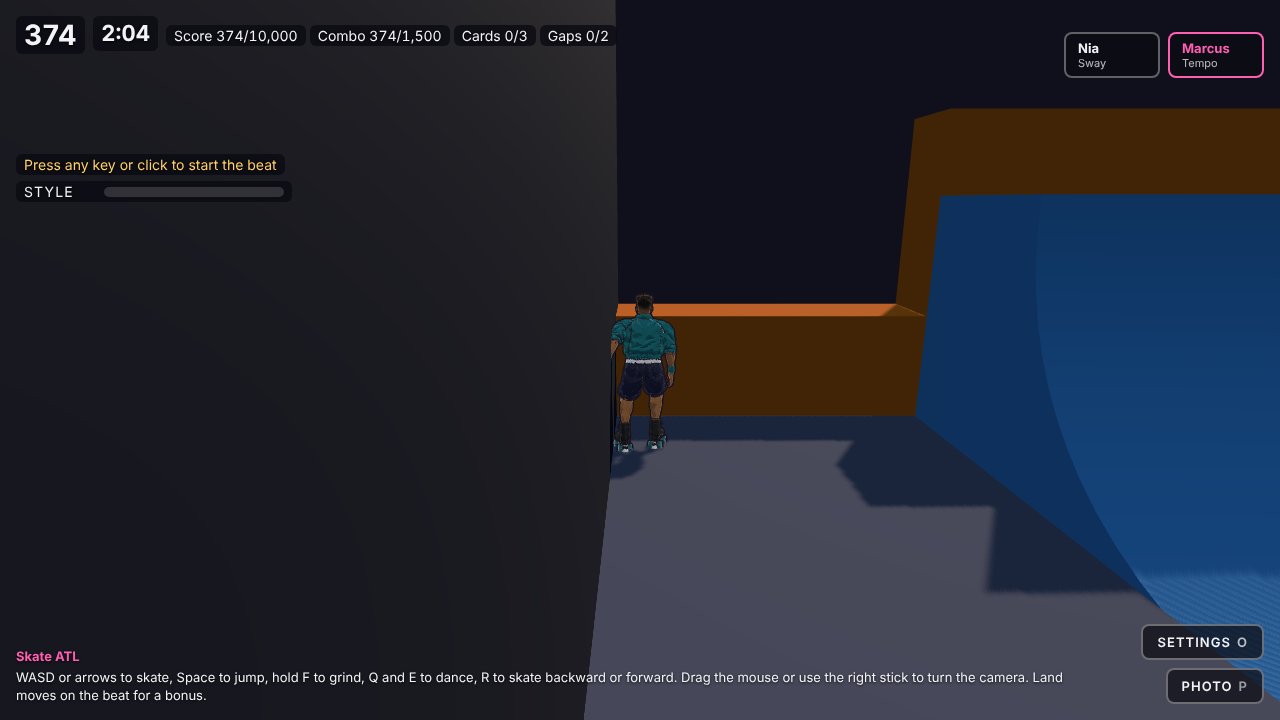 374
2:04
Score 374/10,000
Combo 374/1,500
Cards 0/3
Gaps 0/2
Nia
Sway
Marcus
Tempo
Press any key or click to start the beat
STYLE
Skate ATL
WASD or arrows to skate, Space to jump, hold F to grind, Q and E to dance, R to skate backward or forward. Drag the mouse or use the right stick to turn the camera. Land
moves on the beat for a bonus.
SETTINGS O
PHOTO P